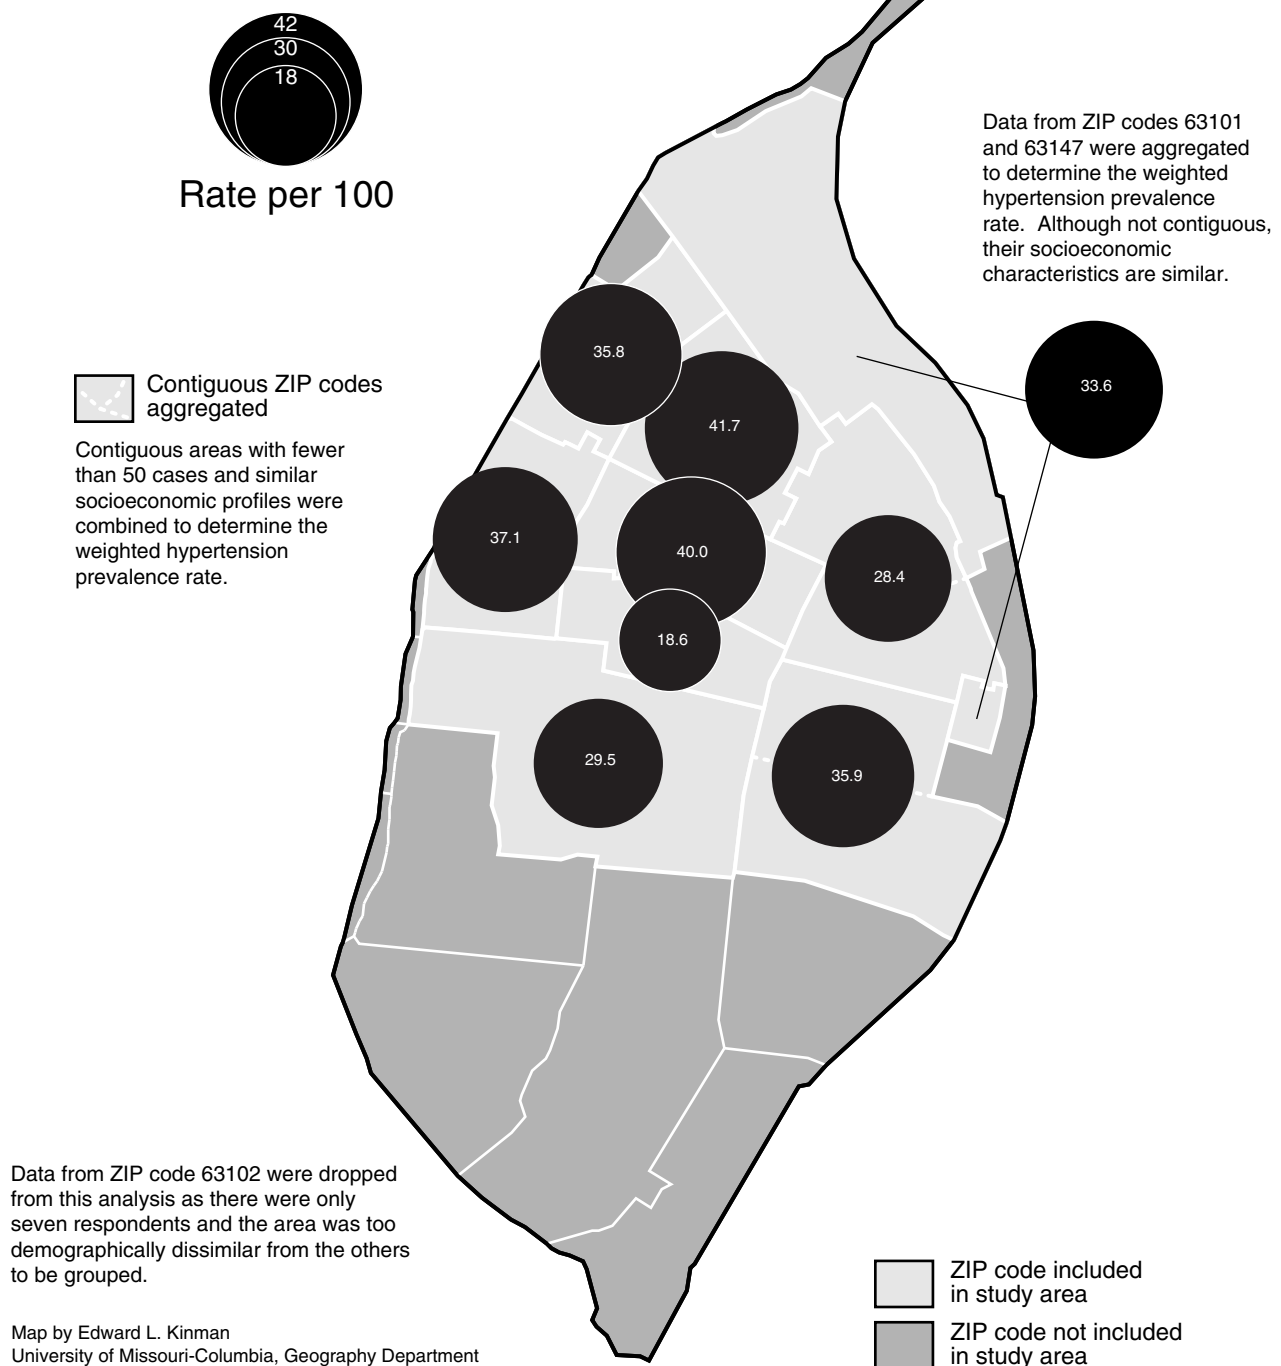 42
30
18
Rate per 100
Data from ZIP codes 63101
and 63147 were aggregated
to determine the weighted
hypertension prevalence
rate.  Although not contiguous,
their socioeconomic
characteristics are similar.
33.6
35.8
41.7
Contiguous ZIP codes
aggregated
Contiguous areas with fewer
than 50 cases and similar
socioeconomic profiles were
combined to determine the
weighted hypertension
prevalence rate.
37.1
40.0
28.4
18.6
29.5
35.9
Data from ZIP code 63102 were dropped
from this analysis as there were only
seven respondents and the area was too
demographically dissimilar from the others
to be grouped.
Map by Edward L. Kinman
University of Missouri-Columbia, Geography Department
ZIP code included
in study area
ZIP code not included
in study area